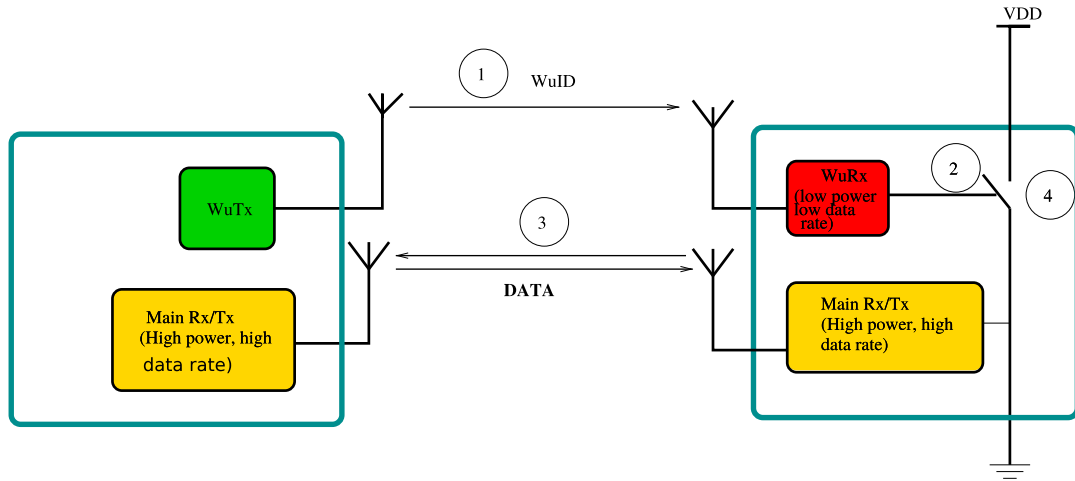 VDD
1
WuID
WuTx
WuRx
(low power
low data
rate)
2
4
3
DATA
Main Rx/Tx
(High power, high
data rate)
Main Rx/Tx
(High power, high
data rate)